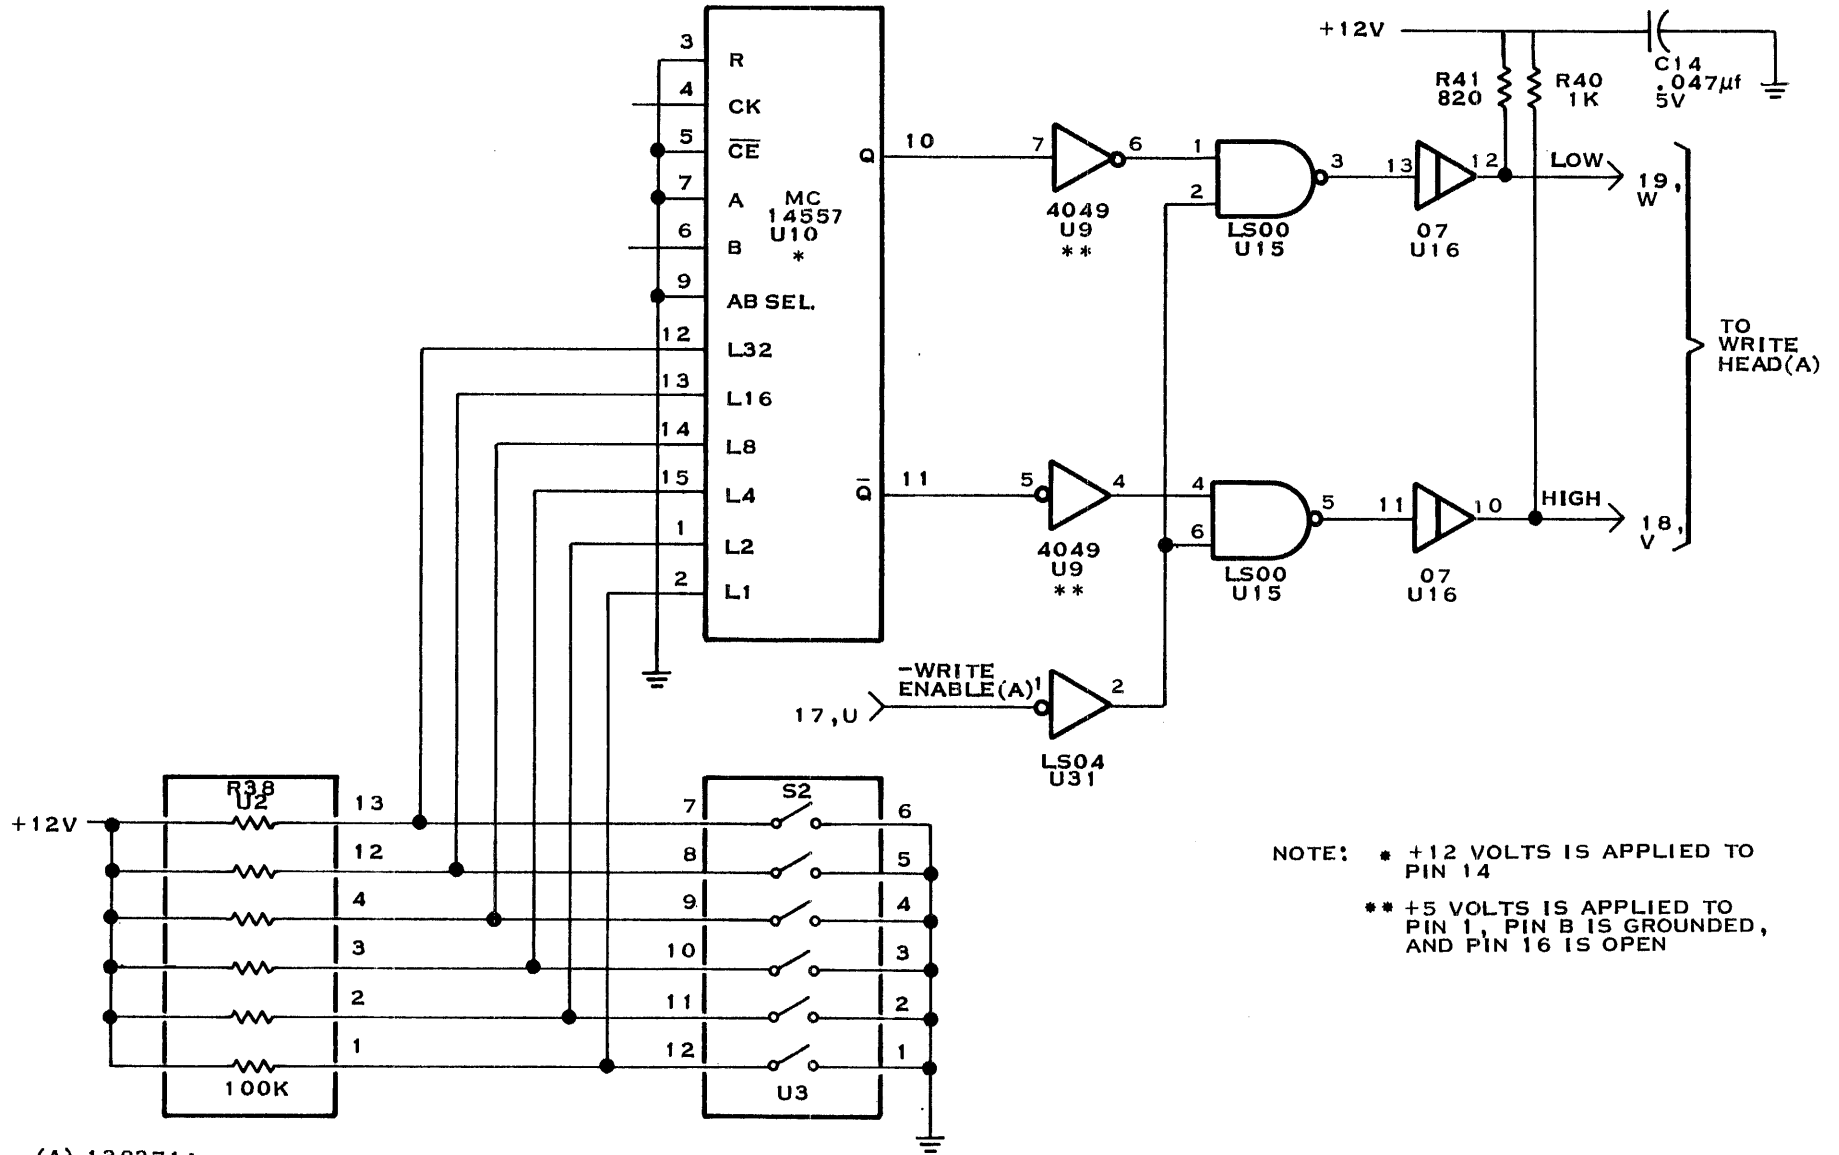 +12V
C14
.047µf
5V
R41
820
R40
1K
3
R
4
CK
5
CE
7
A
6
B
9
AB SEL.
12
L32
13
L16
14
L8
15
L4
1
L2
2
L1
MC
14557
U10
*
Q
10
Q
11
7
6
4049
U9
**
1
2
3
LS00
U15
13
12
07
U16
LOW
19,
W
TO
WRITE
HEAD(A)
5
4
4049
U9
**
4
6
5
LS00
U15
11
10
07
U16
HIGH
18,
V
-WRITE
ENABLE(A)
17,U
1
2
LS04
U31
R38
U2
+12V
13
12
4
3
2
1
100K
S2
7
6
8
5
9
4
10
3
11
2
12
1
U3
NOTE: * +12 VOLTS IS APPLIED TO
PIN 14
** +5 VOLTS IS APPLIED TO
PIN 1, PIN B IS GROUNDED,
AND PIN 16 IS OPEN